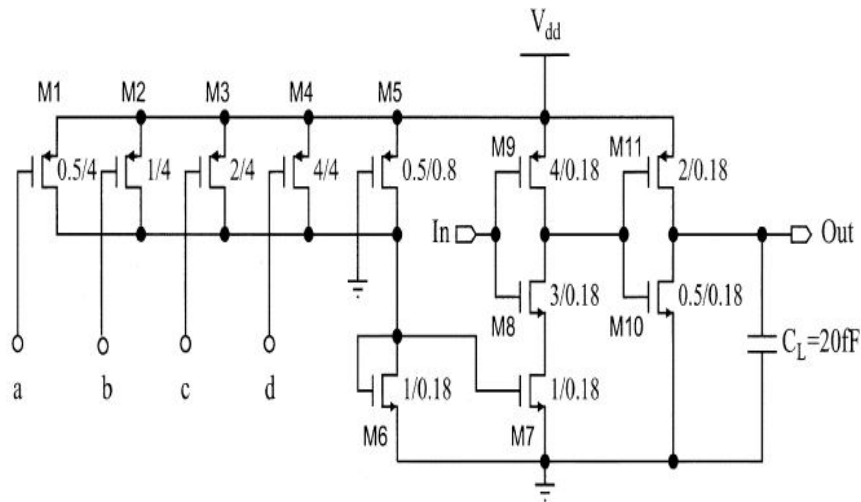 V_dd
M1 M2 M3 M4 M5
0.5/4 1/4 2/4 4/4 0.5/0.8 M9 4/0.18 M11 2/0.18
In Out
M8 3/0.18 M10 0.5/0.18
C_L=20fF
a b c d
1/0.18 1/0.18
M6 M7